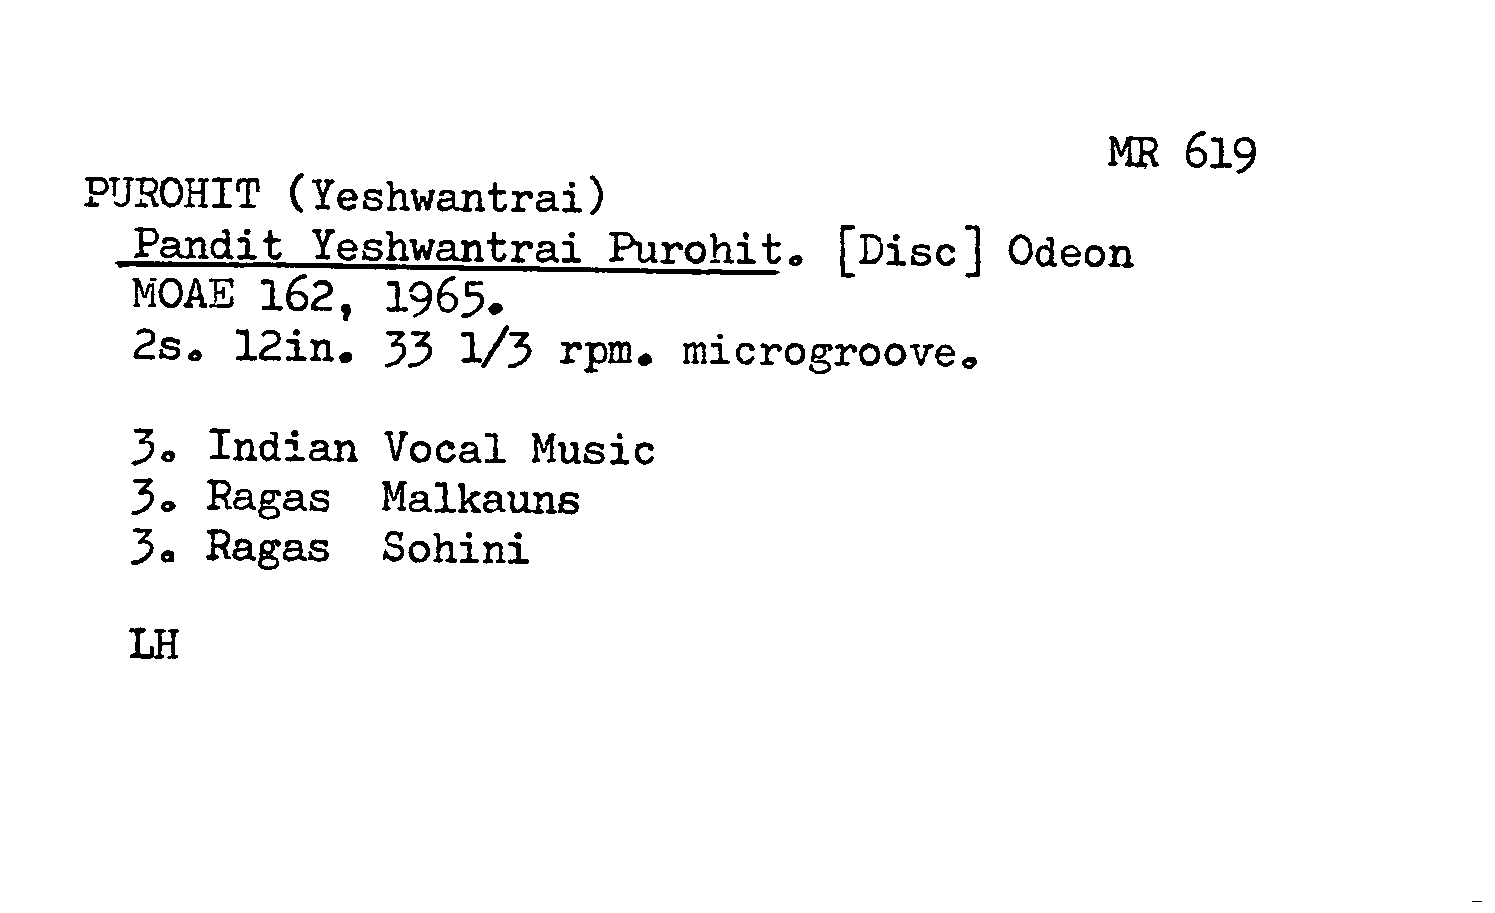 MR 619
PUROHIT (Yeshwantrai)
Pandit Yeshwantrai Purohit. [Disc] Odeon
MOAE 162, 1965.
2s. 12in. 33 1/3 rpm. microgroove.
3. Indian Vocal Music
3. Ragas Malkauns
3. Ragas Sohini
LH